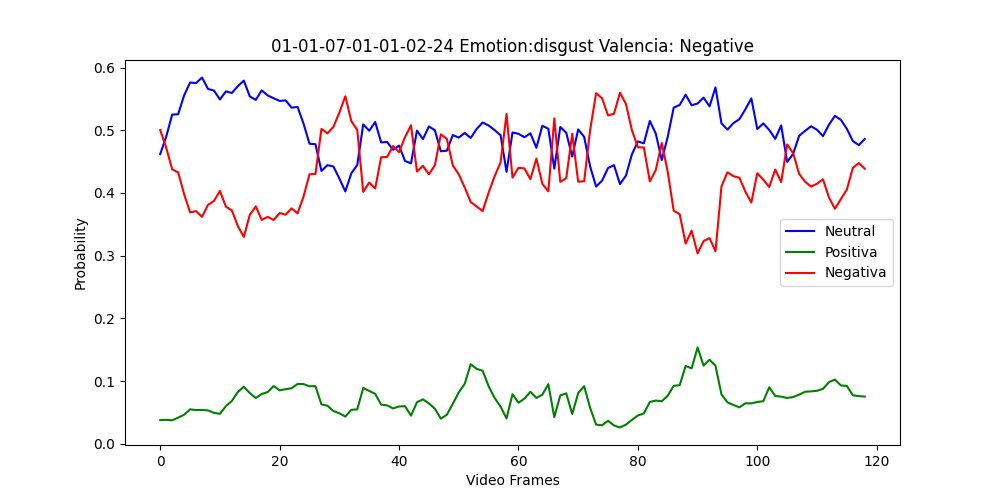 01-01-07-01-01-02-24 Emotion:disgust Valencia: Negative
0.6
0.5
0.4
0.3
0.2
0.1
0.0
Probability
Neutral
Positiva
Negativa
0 20 40 60 80 100 120
Video Frames